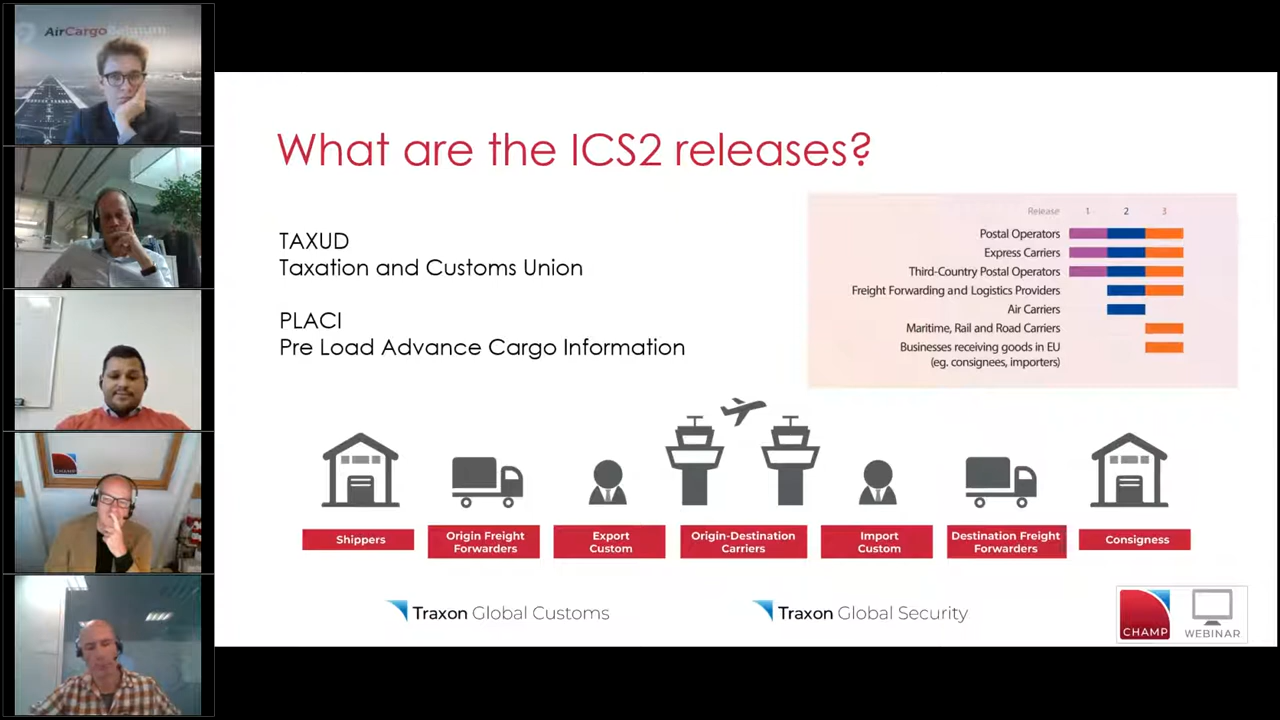 AirCargo Belgium
What are the ICS2 releases?
TAXUD
Taxation and Customs Union
PLACI
Pre Load Advance Cargo Information
Release 1 2 3
Postal Operators
Express Carriers
Third-Country Postal Operators
Freight Forwarding and Logistics Providers
Air Carriers
Maritime, Rail and Road Carriers
Businesses receiving goods in EU
(eg. consignees, importers)
Shippers
Origin Freight
Forwarders
Export
Custom
Origin-Destination
Carriers
Import
Custom
Destination Freight
Forwarders
Consigness
Traxon Global Customs
Traxon Global Security
CHAMP
WEBINAR
CHAMP